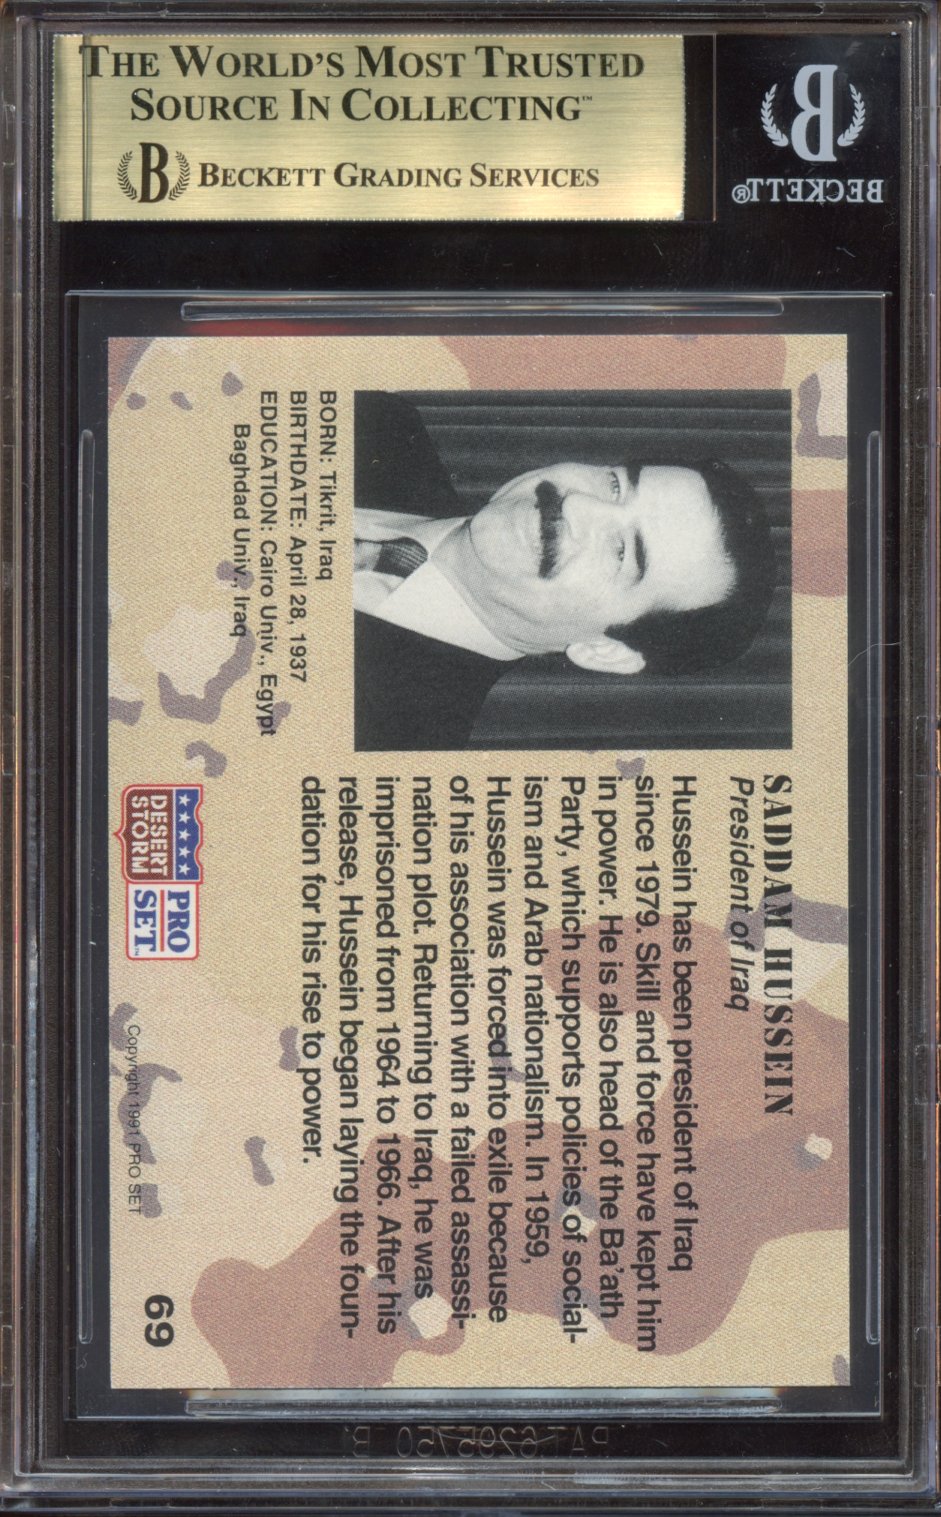 THE WORLD'S MOST TRUSTED
SOURCE IN COLLECTING™
B BECKETT GRADING SERVICES
B
BECKETT®
SADDAM HUSSEIN
President of Iraq
Hussein has been president of Iraq
since 1979. Skill and force have kept him
in power. He is also head of the Ba'ath
Party, which supports policies of social-
ism and Arab nationalism. In 1959,
Hussein was forced into exile because
of his association with a failed assassi-
nation plot. Returning to Iraq, he was
imprisoned from 1964 to 1966. After his
release, Hussein began laying the foun-
dation for his rise to power.
BORN: Tikrit, Iraq
BIRTHDATE: April 28, 1937
EDUCATION: Cairo Univ., Egypt
Baghdad Univ., Iraq
DESERT
STORM
PRO
SET™
Copyright 1991 PRO SET
69
PAT 6295750 B1